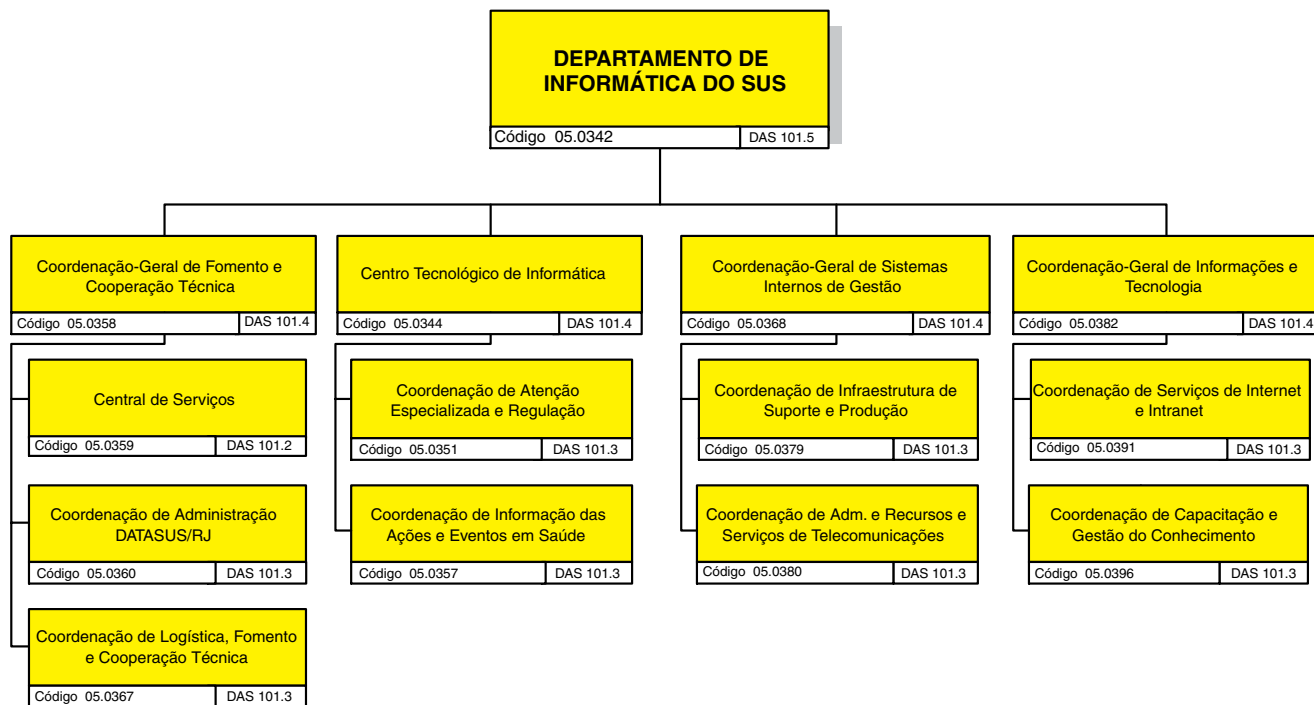 DEPARTAMENTO DE
INFORMÁTICA DO SUS
Código 05.0342 DAS 101.5
Coordenação-Geral de Fomento e
Cooperação Técnica
Código 05.0358 DAS 101.4
Central de Serviços
Código 05.0359 DAS 101.2
Coordenação de Administração
DATASUS/RJ
Código 05.0360 DAS 101.3
Coordenação de Logística, Fomento
e Cooperação Técnica
Código 05.0367 DAS 101.3
Centro Tecnológico de Informática
Código 05.0344 DAS 101.4
Coordenação de Atenção
Especializada e Regulação
Código 05.0351 DAS 101.3
Coordenação de Informação das
Ações e Eventos em Saúde
Código 05.0357 DAS 101.3
Coordenação-Geral de Sistemas
Internos de Gestão
Código 05.0368 DAS 101.4
Coordenação de Infraestrutura de
Suporte e Produção
Código 05.0379 DAS 101.3
Coordenação de Adm. e Recursos e
Serviços de Telecomunicações
Código 05.0380 DAS 101.3
Coordenação-Geral de Informações e
Tecnologia
Código 05.0382 DAS 101.4
Coordenação de Serviços de Internet
e Intranet
Código 05.0391 DAS 101.3
Coordenação de Capacitação e
Gestão do Conhecimento
Código 05.0396 DAS 101.3